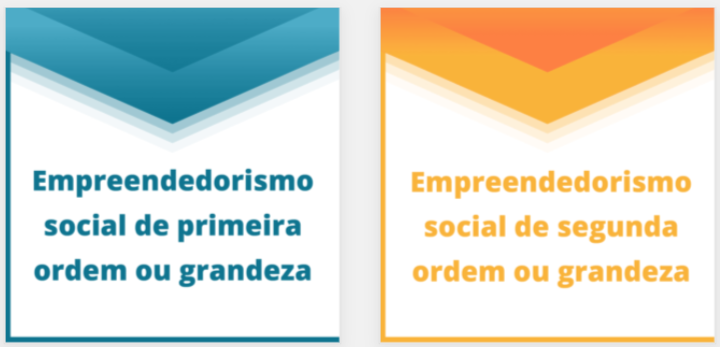 Empreendedorismo
social de primeira
ordem ou grandeza
Empreendedorismo
social de segunda
ordem ou grandeza